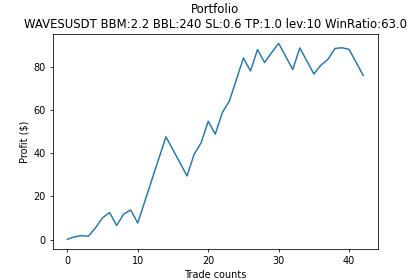 Portfolio
WAVESUSDT BBM:2.2 BBL:240 SL:0.6 TP:1.0 lev:10 WinRatio:63.0
80
60
40
20
0
Profit ($)
0 10 20 30 40
Trade counts